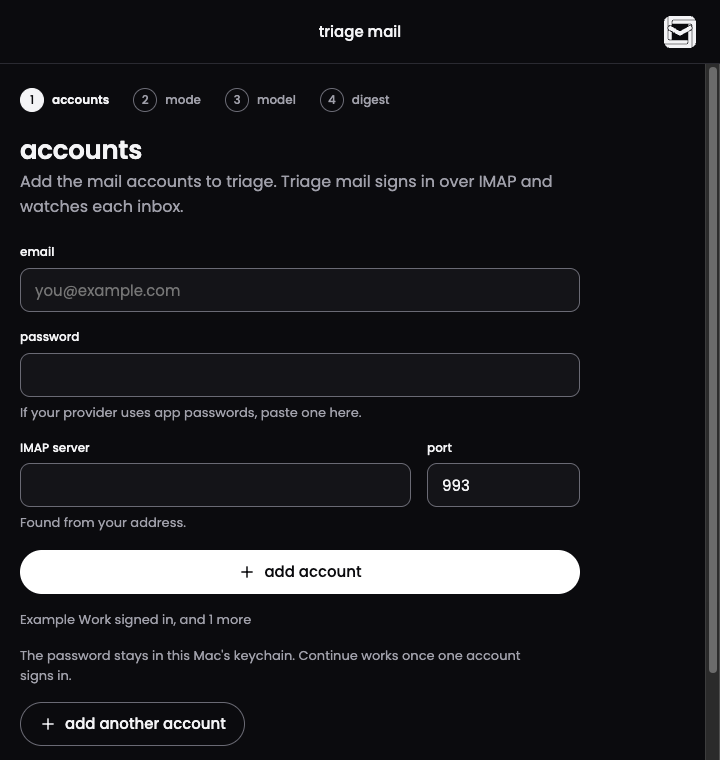 triage mail
1 accounts 2 mode 3 model 4 digest
accounts
Add the mail accounts to triage. Triage mail signs in over IMAP and
watches each inbox.
email
you@example.com
password
If your provider uses app passwords, paste one here.
IMAP server port
993
Found from your address.
+ add account
Example Work signed in, and 1 more
The password stays in this Mac's keychain. Continue works once one account
signs in.
+ add another account